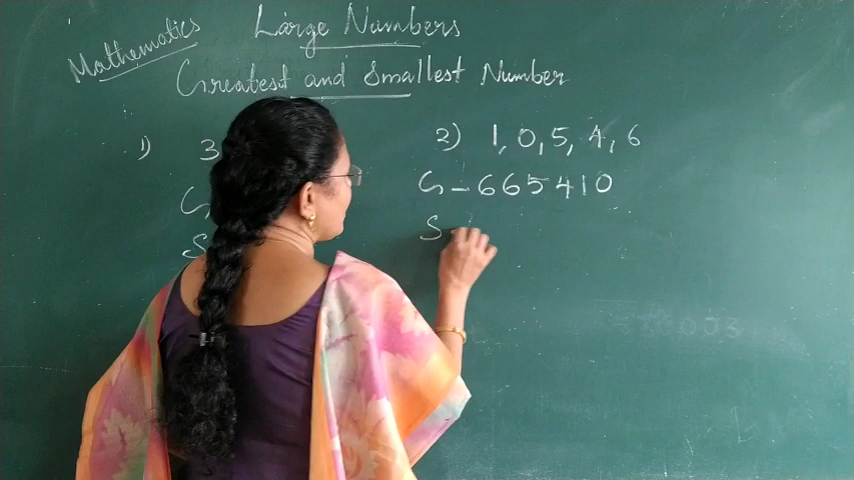 Mathematics
Large Numbers
Greatest and Smallest Number
1) 3
G
S
2) 1, 0, 5, 4, 6
G - 665410
S -